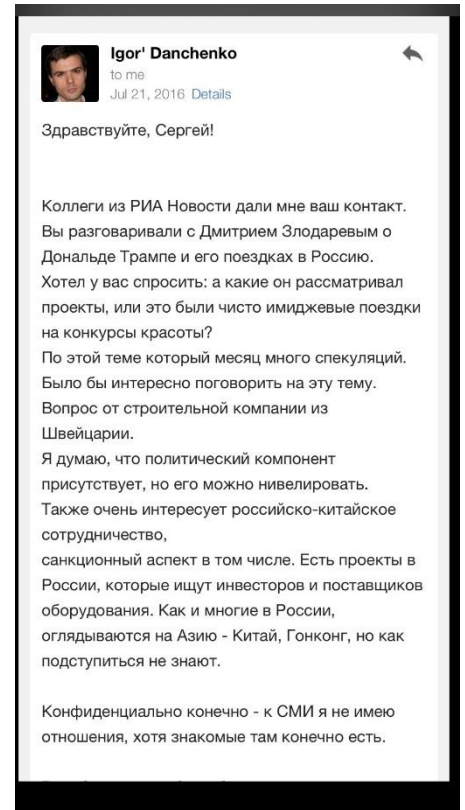 Igor' Danchenko
to me
Jul 21, 2016 Details
Здравствуйте, Сергей!
Коллеги из РИА Новости дали мне ваш контакт.
Вы разговаривали с Дмитрием Злодаревым о
Дональде Трампе и его поездках в Россию.
Хотел у вас спросить: а какие он рассматривал
проекты, или это были чисто имиджевые поездки
на конкурсы красоты?
По этой теме который месяц много спекуляций.
Было бы интересно поговорить на эту тему.
Вопрос от строительной компании из
Швейцарии.
Я думаю, что политический компонент
присутствует, но его можно нивелировать.
Также очень интересует российско-китайское
сотрудничество,
санкционный аспект в том числе. Есть проекты в
России, которые ищут инвесторов и поставщиков
оборудования. Как и многие в России,
оглядываются на Азию - Китай, Гонконг, но как
подступиться не знают.
Конфиденциально конечно - к СМИ я не имею
отношения, хотя знакомые там конечно есть.